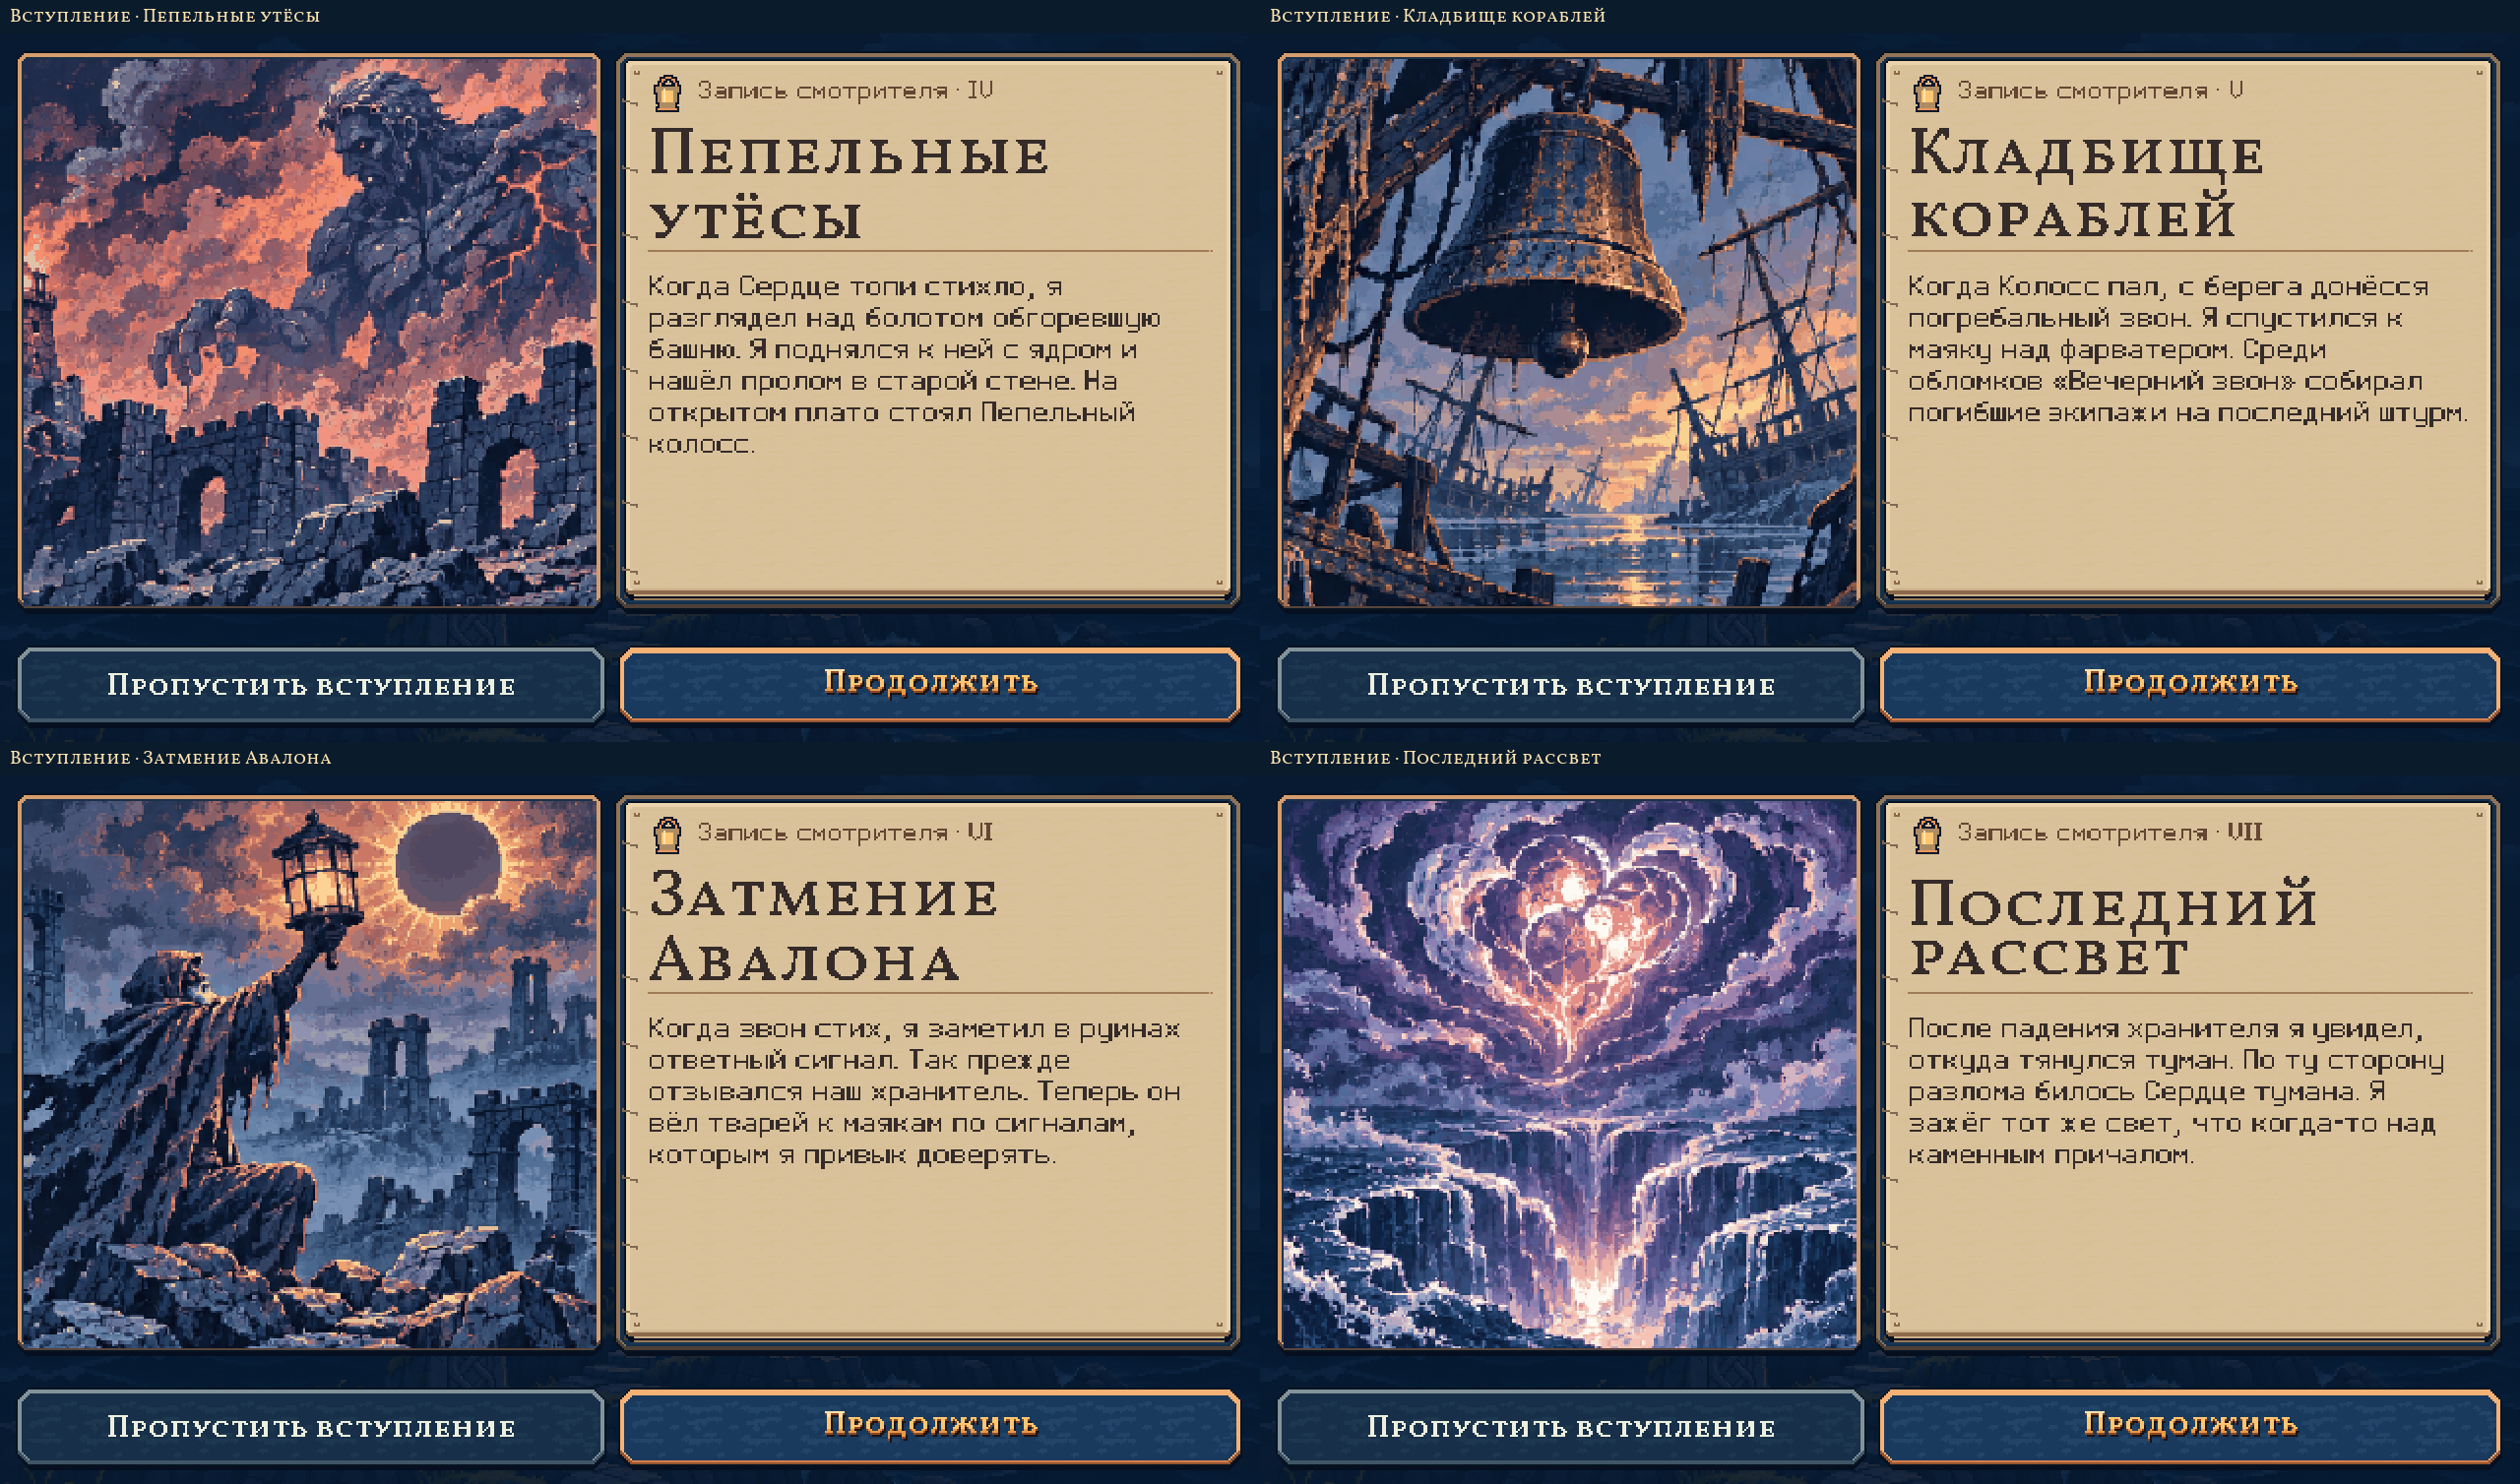 Вступление · Пепельные утёсы
Запись смотрителя · IV
Пепельные
утёсы
Когда Сердце топи стихло, я
разглядел над болотом обгоревшую
башню. Я поднялся к ней с ядром и
нашёл пролом в старой стене. На
открытом плато стоял Пепельный
колосс.
Пропустить вступление
Продолжить
Вступление · Кладбище кораблей
Запись смотрителя · V
Кладбище
кораблей
Когда Колосс пал, с берега донёсся
погребальный звон. Я спустился к
маяку над фарватером. Среди
обломков «Вечерний звон» собирал
погибшие экипажи на последний штурм.
Пропустить вступление
Продолжить
Вступление · Затмение Авалона
Запись смотрителя · VI
Затмение
Авалона
Когда звон стих, я заметил в руинах
ответный сигнал. Так прежде
отзывался наш хранитель. Теперь он
вёл тварей к маякам по сигналам,
которым я привык доверять.
Пропустить вступление
Продолжить
Вступление · Последний рассвет
Запись смотрителя · VII
Последний
рассвет
После падения хранителя я увидел,
откуда тянулся туман. По ту сторону
разлома билось Сердце тумана. Я
зажёг тот же свет, что когда-то над
каменным причалом.
Пропустить вступление
Продолжить